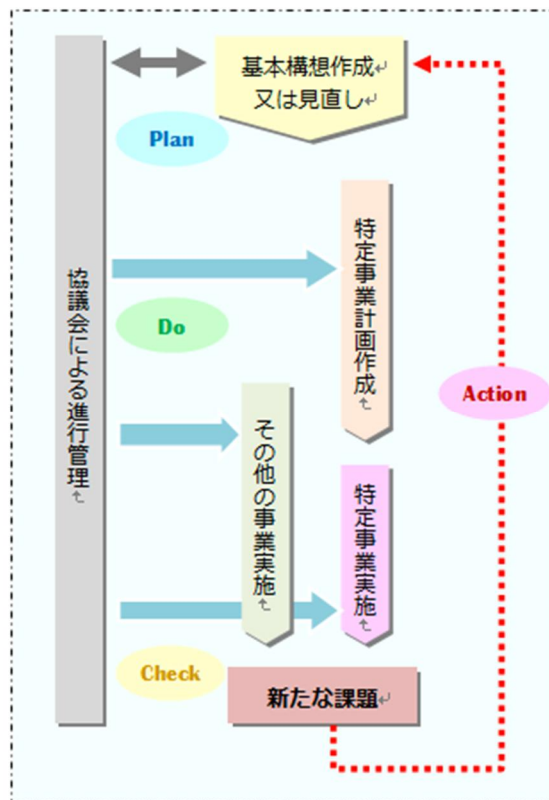 基本構想作成
又は見直し
Plan
特定事業計画作成
協議会による進行管理
Do
Action
その他の事業実施
特定事業実施
Check
新たな課題